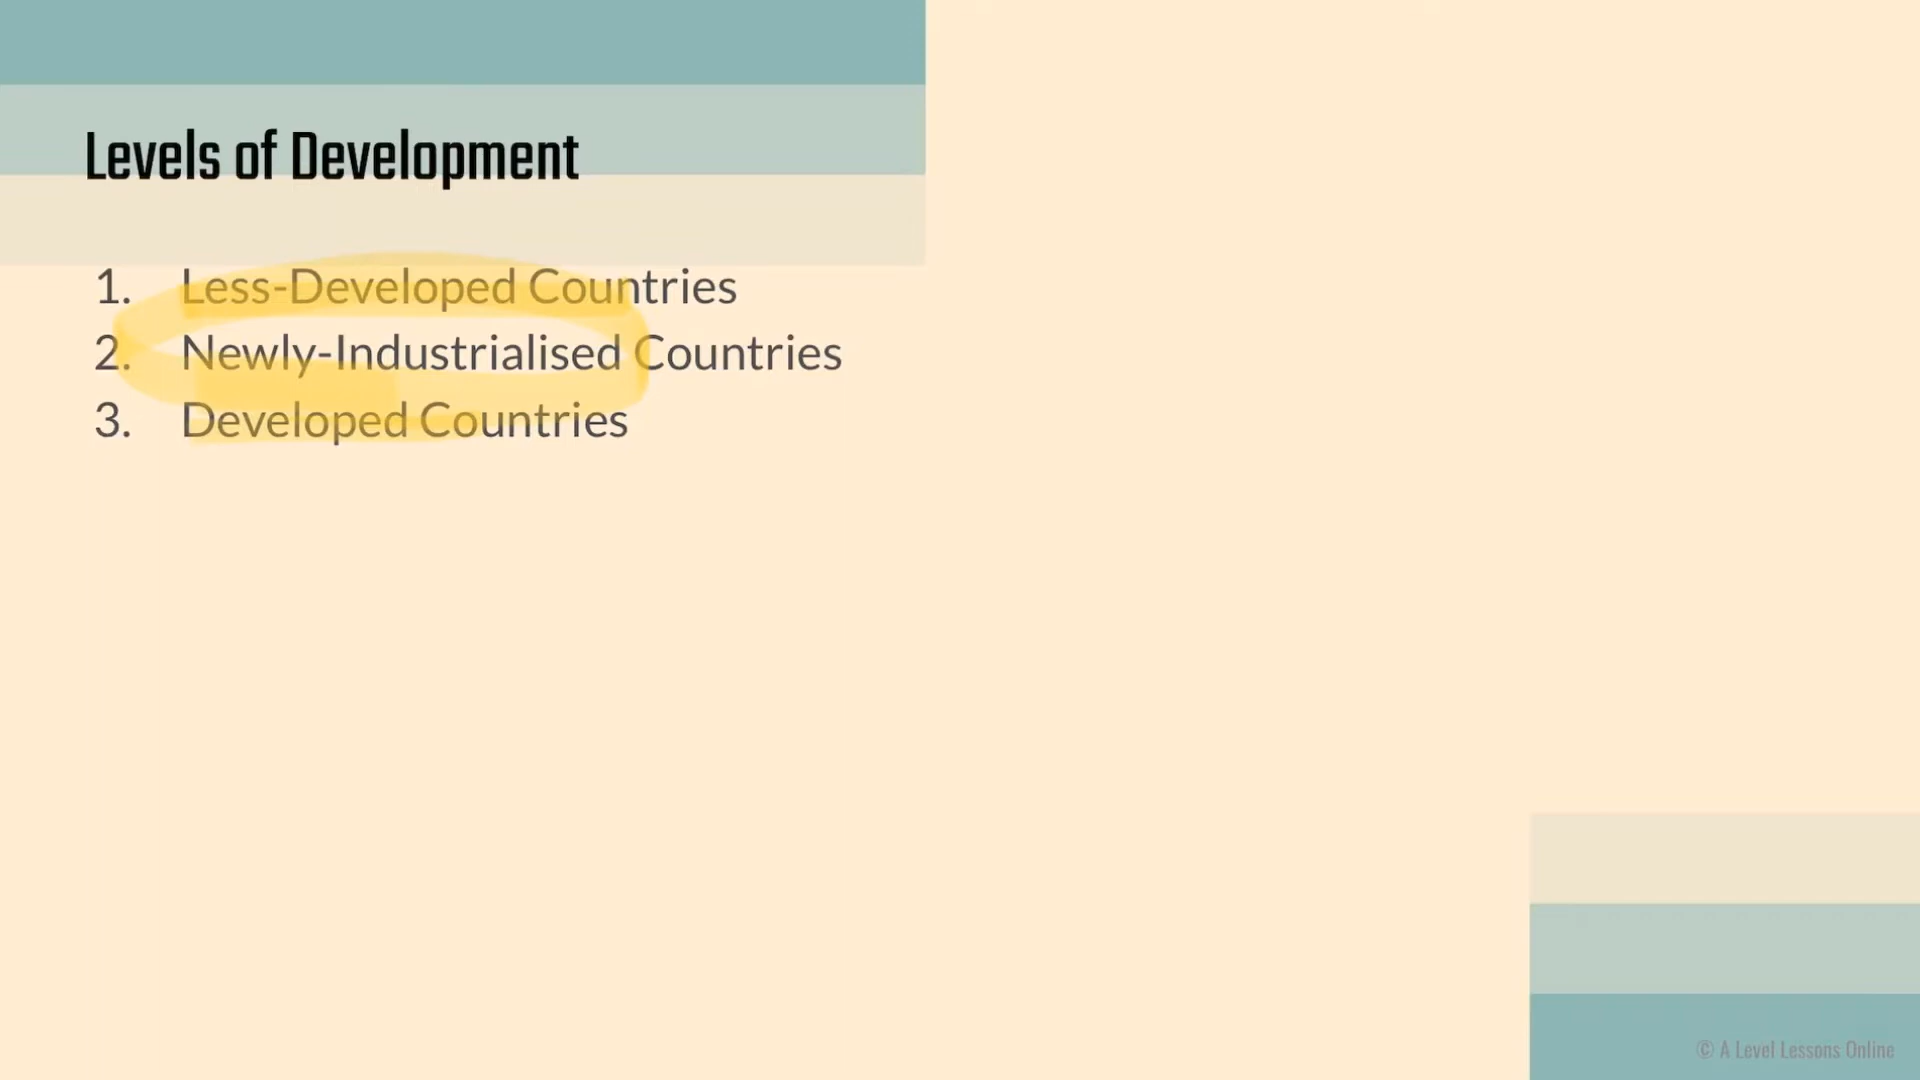 Levels of Development
1. Less-Developed Countries
2. Newly-Industrialised Countries
3. Developed Countries
© A Level Lessons Online